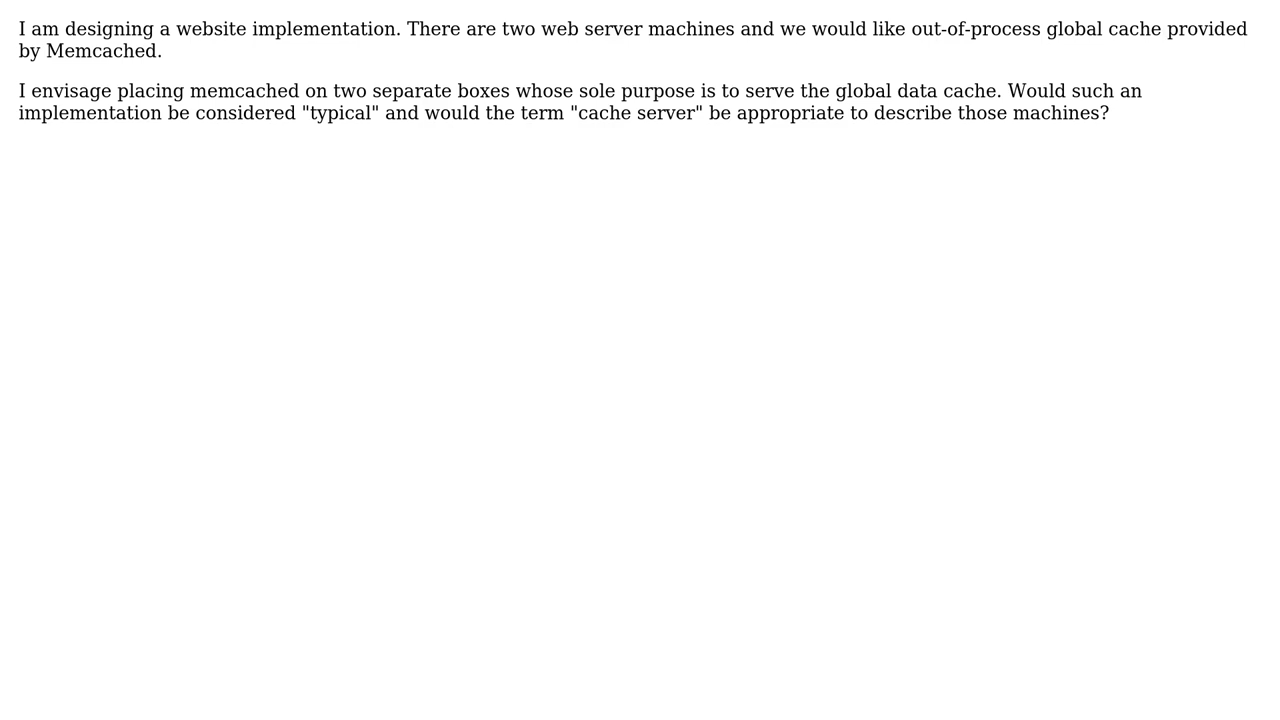 I am designing a website implementation. There are two web server machines and we would like out-of-process global cache provided
by Memcached.
I envisage placing memcached on two separate boxes whose sole purpose is to serve the global data cache. Would such an
implementation be considered "typical" and would the term "cache server" be appropriate to describe those machines?